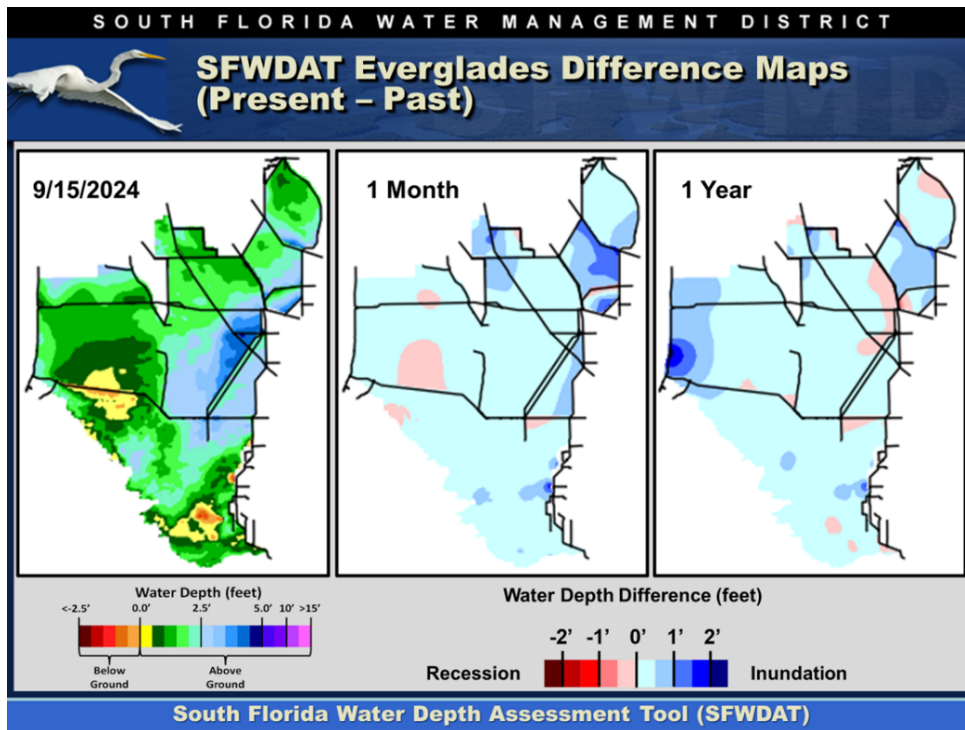 SOUTH FLORIDA WATER MANAGEMENT DISTRICT
SFWDAT Everglades Difference Maps
(Present – Past)
SFWMD
9/15/2024
1 Month
1 Year
Water Depth (feet)
<-2.5' 0.0' 2.5' 5.0' 10' >15'
Below
Ground
Above
Ground
Water Depth Difference (feet)
-2' -1' 0' 1' 2'
Recession
Inundation
South Florida Water Depth Assessment Tool (SFWDAT)